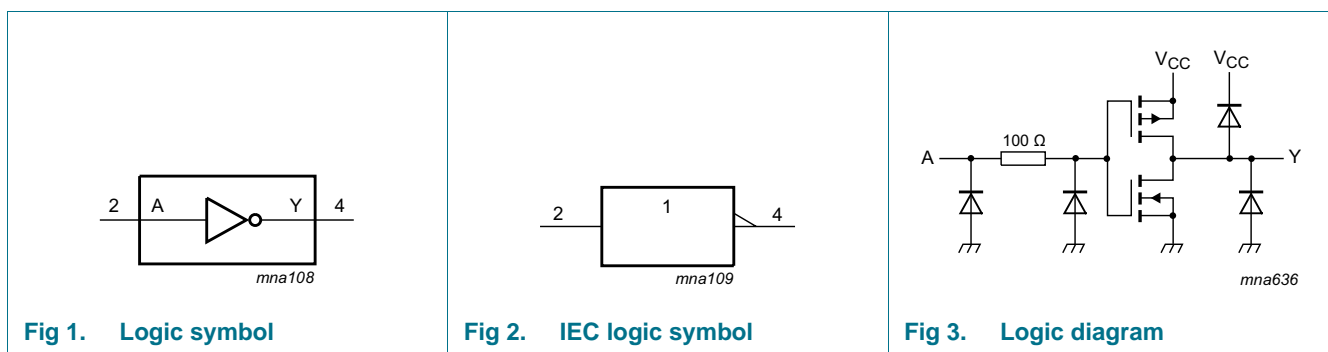 2 A Y 4
mna108
Fig 1. Logic symbol
2 1 4
mna109
Fig 2. IEC logic symbol
VCC VCC
100 Ω
A Y
mna636
Fig 3. Logic diagram